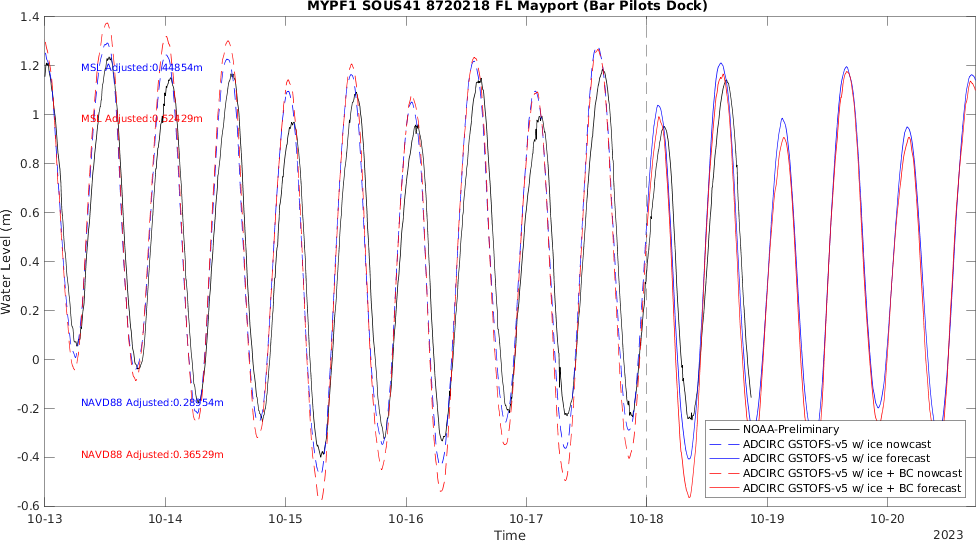 MYPF1 SOUS41 8720218 FL Mayport (Bar Pilots Dock)
1.4
1.2
1
0.8
0.6
0.4
0.2
0
-0.2
-0.4
-0.6
Water Level (m)
MSL Adjusted:0.44854m
MSL Adjusted:0.52429m
NAVD88 Adjusted:0.28954m
NAVD88 Adjusted:0.36529m
NOAA-Preliminary
ADCIRC GSTOFS-v5 w/ ice nowcast
ADCIRC GSTOFS-v5 w/ ice forecast
ADCIRC GSTOFS-v5 w/ice + BC nowcast
ADCIRC GSTOFS-v5 w/ice + BC forecast
10-13
10-14
10-15
10-16
10-17
10-18
10-19
10-20
Time
2023